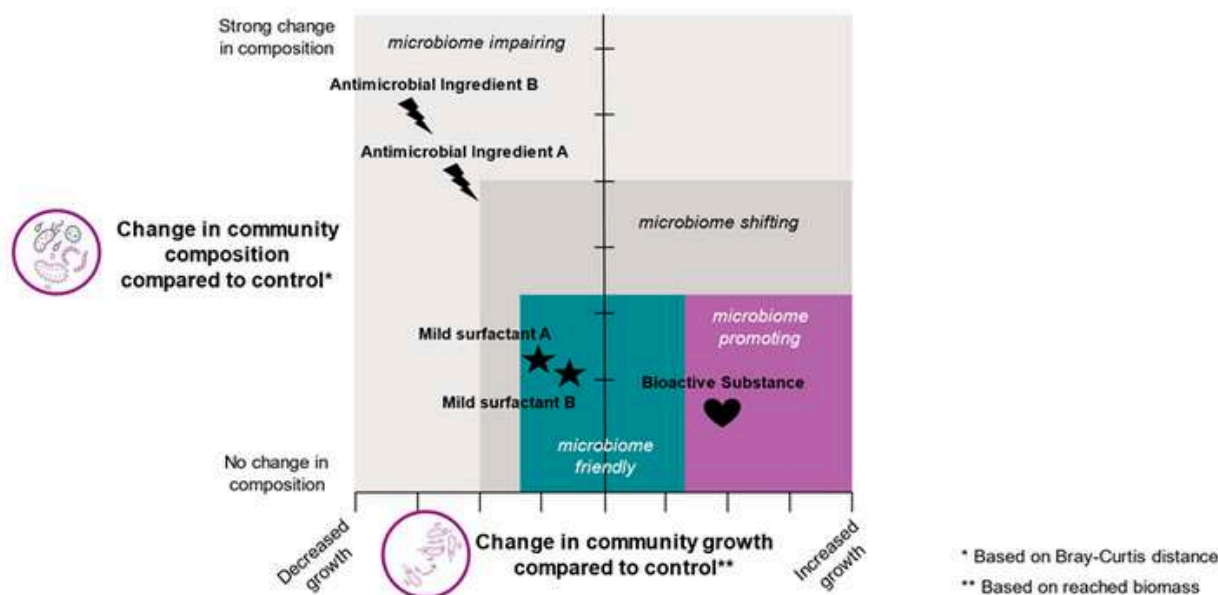 Strong change
in composition
microbiome impairing
Antimicrobial Ingredient B
Antimicrobial Ingredient A
microbiome shifting
Change in community
composition
compared to control*
microbiome
promoting
Mild surfactant A
Bioactive Substance
Mild surfactant B
microbiome
friendly
No change in
composition
Decreased
growth
Change in community growth
compared to control**
Increased
growth
* Based on Bray-Curtis distance
** Based on reached biomass